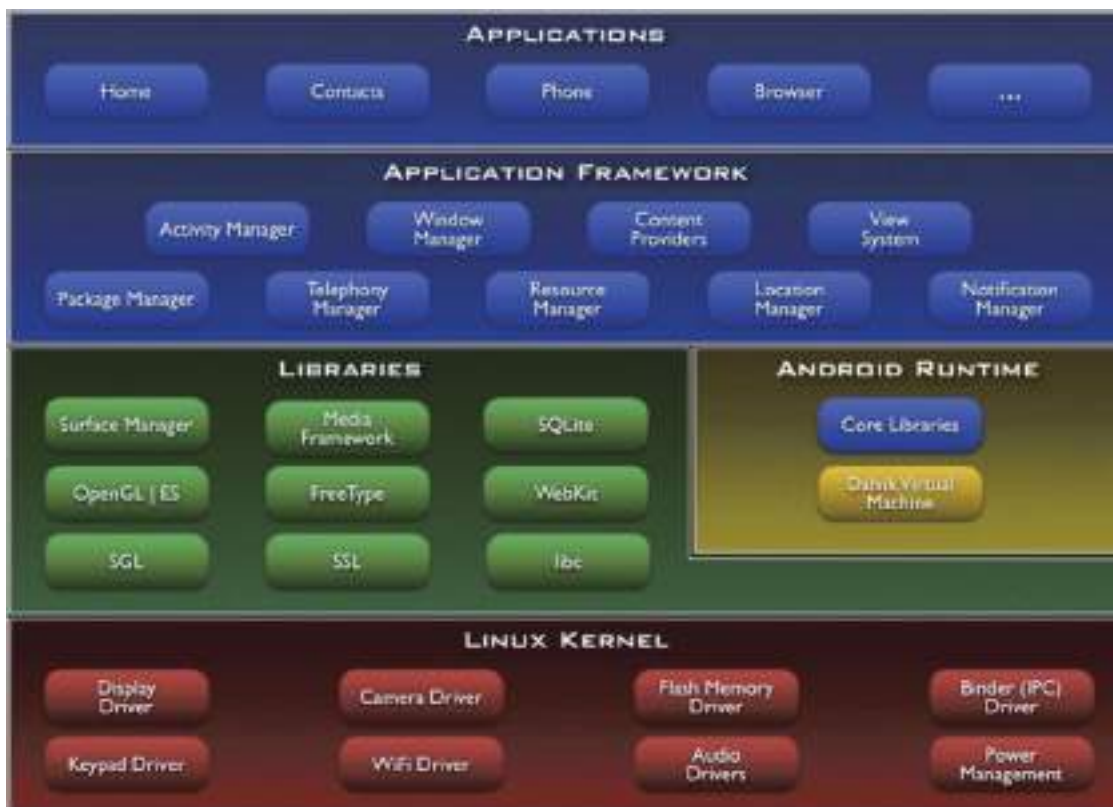 APPLICATIONS
Home
Contacts
Phone
Browser
...
APPLICATION FRAMEWORK
Activity Manager
Window
Manager
Content
Providers
View
System
Package Manager
Telephony
Manager
Resource
Manager
Location
Manager
Notification
Manager
LIBRARIES
Surface Manager
Media
Framework
SQLite
OpenGL | ES
FreeType
WebKit
SGL
SSL
libc
ANDROID RUNTIME
Core Libraries
Dalvik Virtual
Machine
LINUX KERNEL
Display
Driver
Camera Driver
Flash Memory
Driver
Binder (IPC)
Driver
Keypad Driver
WiFi Driver
Audio
Drivers
Power
Management